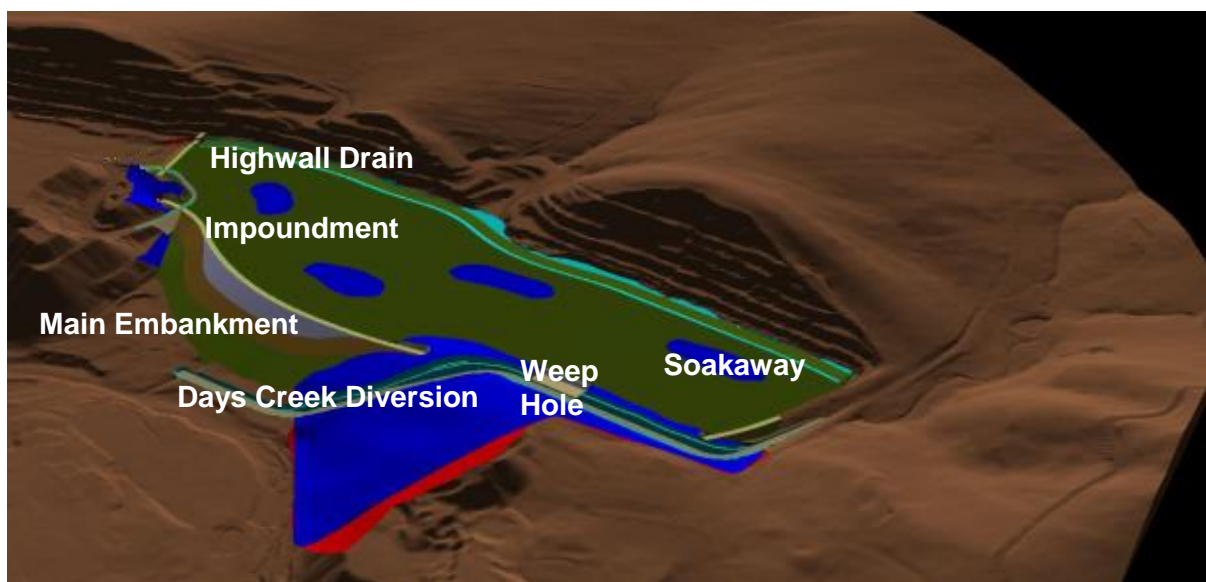 Highwall Drain
Impoundment
Main Embankment
Weep
Hole
Soakaway
Days Creek Diversion